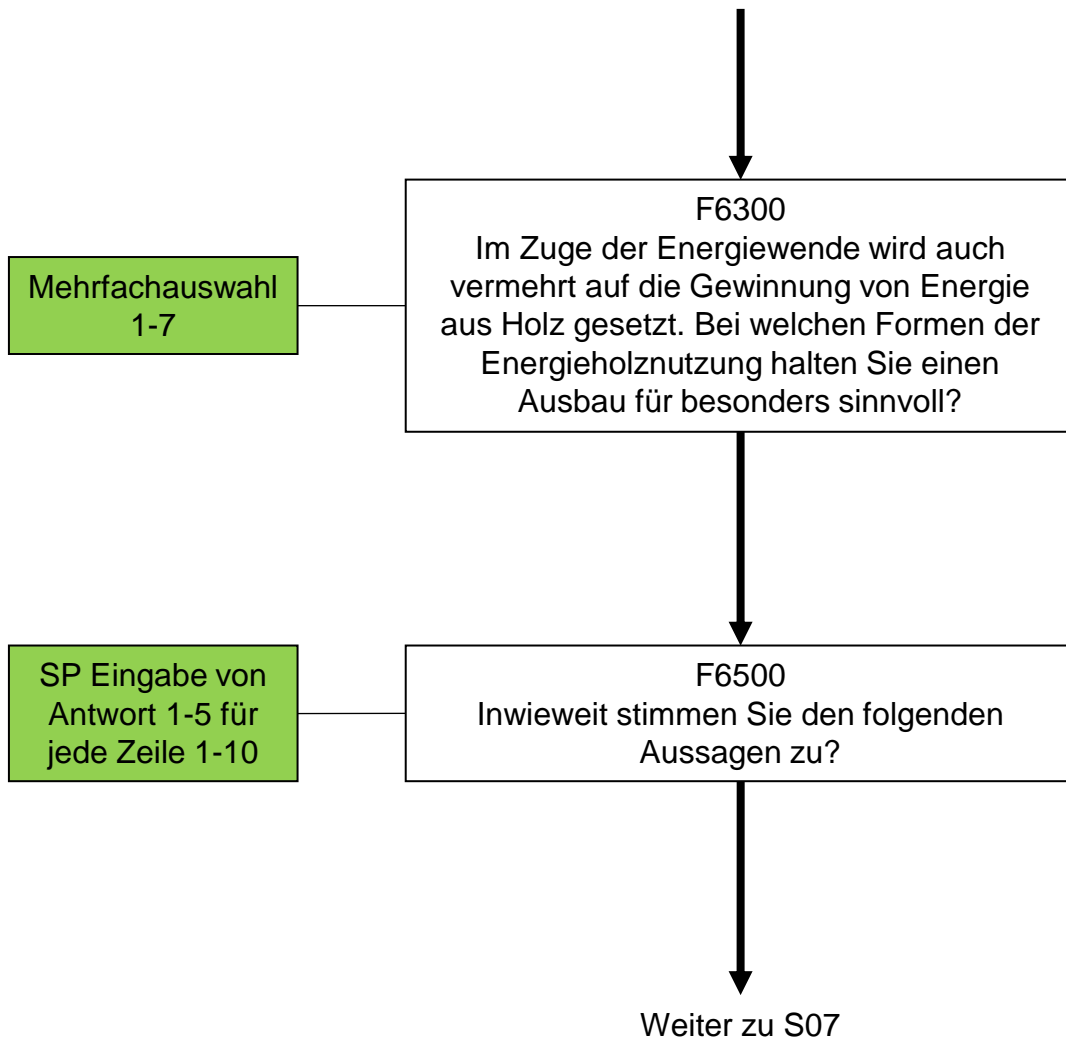 Mehrfachauswahl
1-7
F6300
Im Zuge der Energiewende wird auch
vermehrt auf die Gewinnung von Energie
aus Holz gesetzt. Bei welchen Formen der
Energieholznutzung halten Sie einen
Ausbau für besonders sinnvoll?
SP Eingabe von
Antwort 1-5 für
jede Zeile 1-10
F6500
Inwieweit stimmen Sie den folgenden
Aussagen zu?
Weiter zu S07